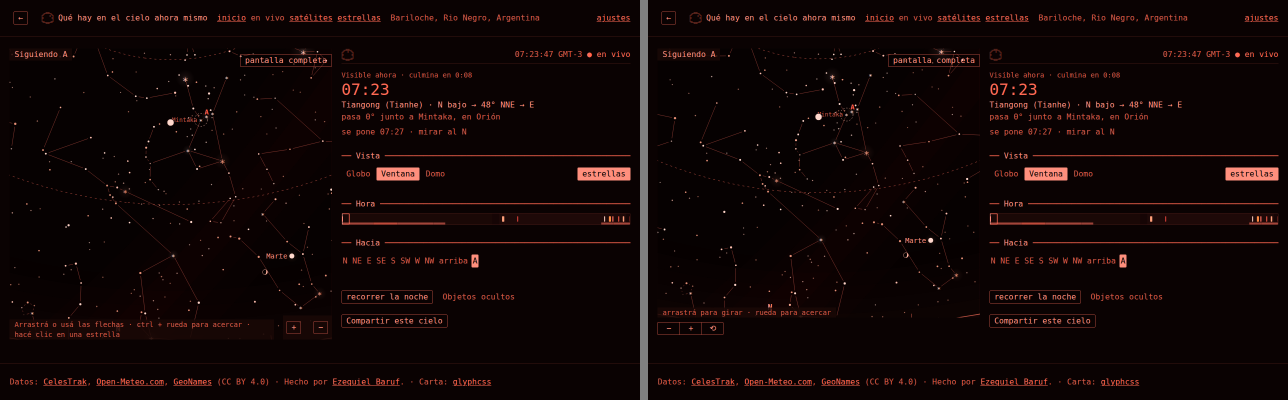 ← Qué hay en el cielo ahora mismo inicio en vivo satélites estrellas Bariloche, Río Negro, Argentina ajustes
Siguiendo A
pantalla completa
Mintaka
A
Marte
Arrastrá o usá las flechas · ctrl + rueda para acercar ·
hacé clic en una estrella
+ −
07:23:47 GMT-3 ● en vivo
Visible ahora · culmina en 0:08
07:23
Tiangong (Tianhe) · N bajo → 48° NNE → E
pasa 0° junto a Mintaka, en Orión
se pone 07:27 · mirar al N
Vista
Globo Ventana Domo estrellas
Hora
Hacia
N NE E SE S SW W NW arriba A
recorrer la noche Objetos ocultos
Compartir este cielo
Datos: CelesTrak, Open-Meteo.com, GeoNames (CC BY 4.0) · Hecho por Ezequiel Baruf. · Carta: glyphcss
← Qué hay en el cielo ahora mismo inicio en vivo satélites estrellas Bariloche, Río Negro, Argentina ajustes
Siguiendo A
pantalla completa
Mintaka
A
Marte
N
arrastrá para girar · rueda para acercar
− + ⟲
07:23:47 GMT-3 ● en vivo
Visible ahora · culmina en 0:08
07:23
Tiangong (Tianhe) · N bajo → 48° NNE → E
pasa 0° junto a Mintaka, en Orión
se pone 07:27 · mirar al N
Vista
Globo Ventana Domo estrellas
Hora
Hacia
N NE E SE S SW W NW arriba A
recorrer la noche Objetos ocultos
Compartir este cielo
Datos: CelesTrak, Open-Meteo.com, GeoNames (CC BY 4.0) · Hecho por Ezequiel Baruf. · Carta: glyphcss